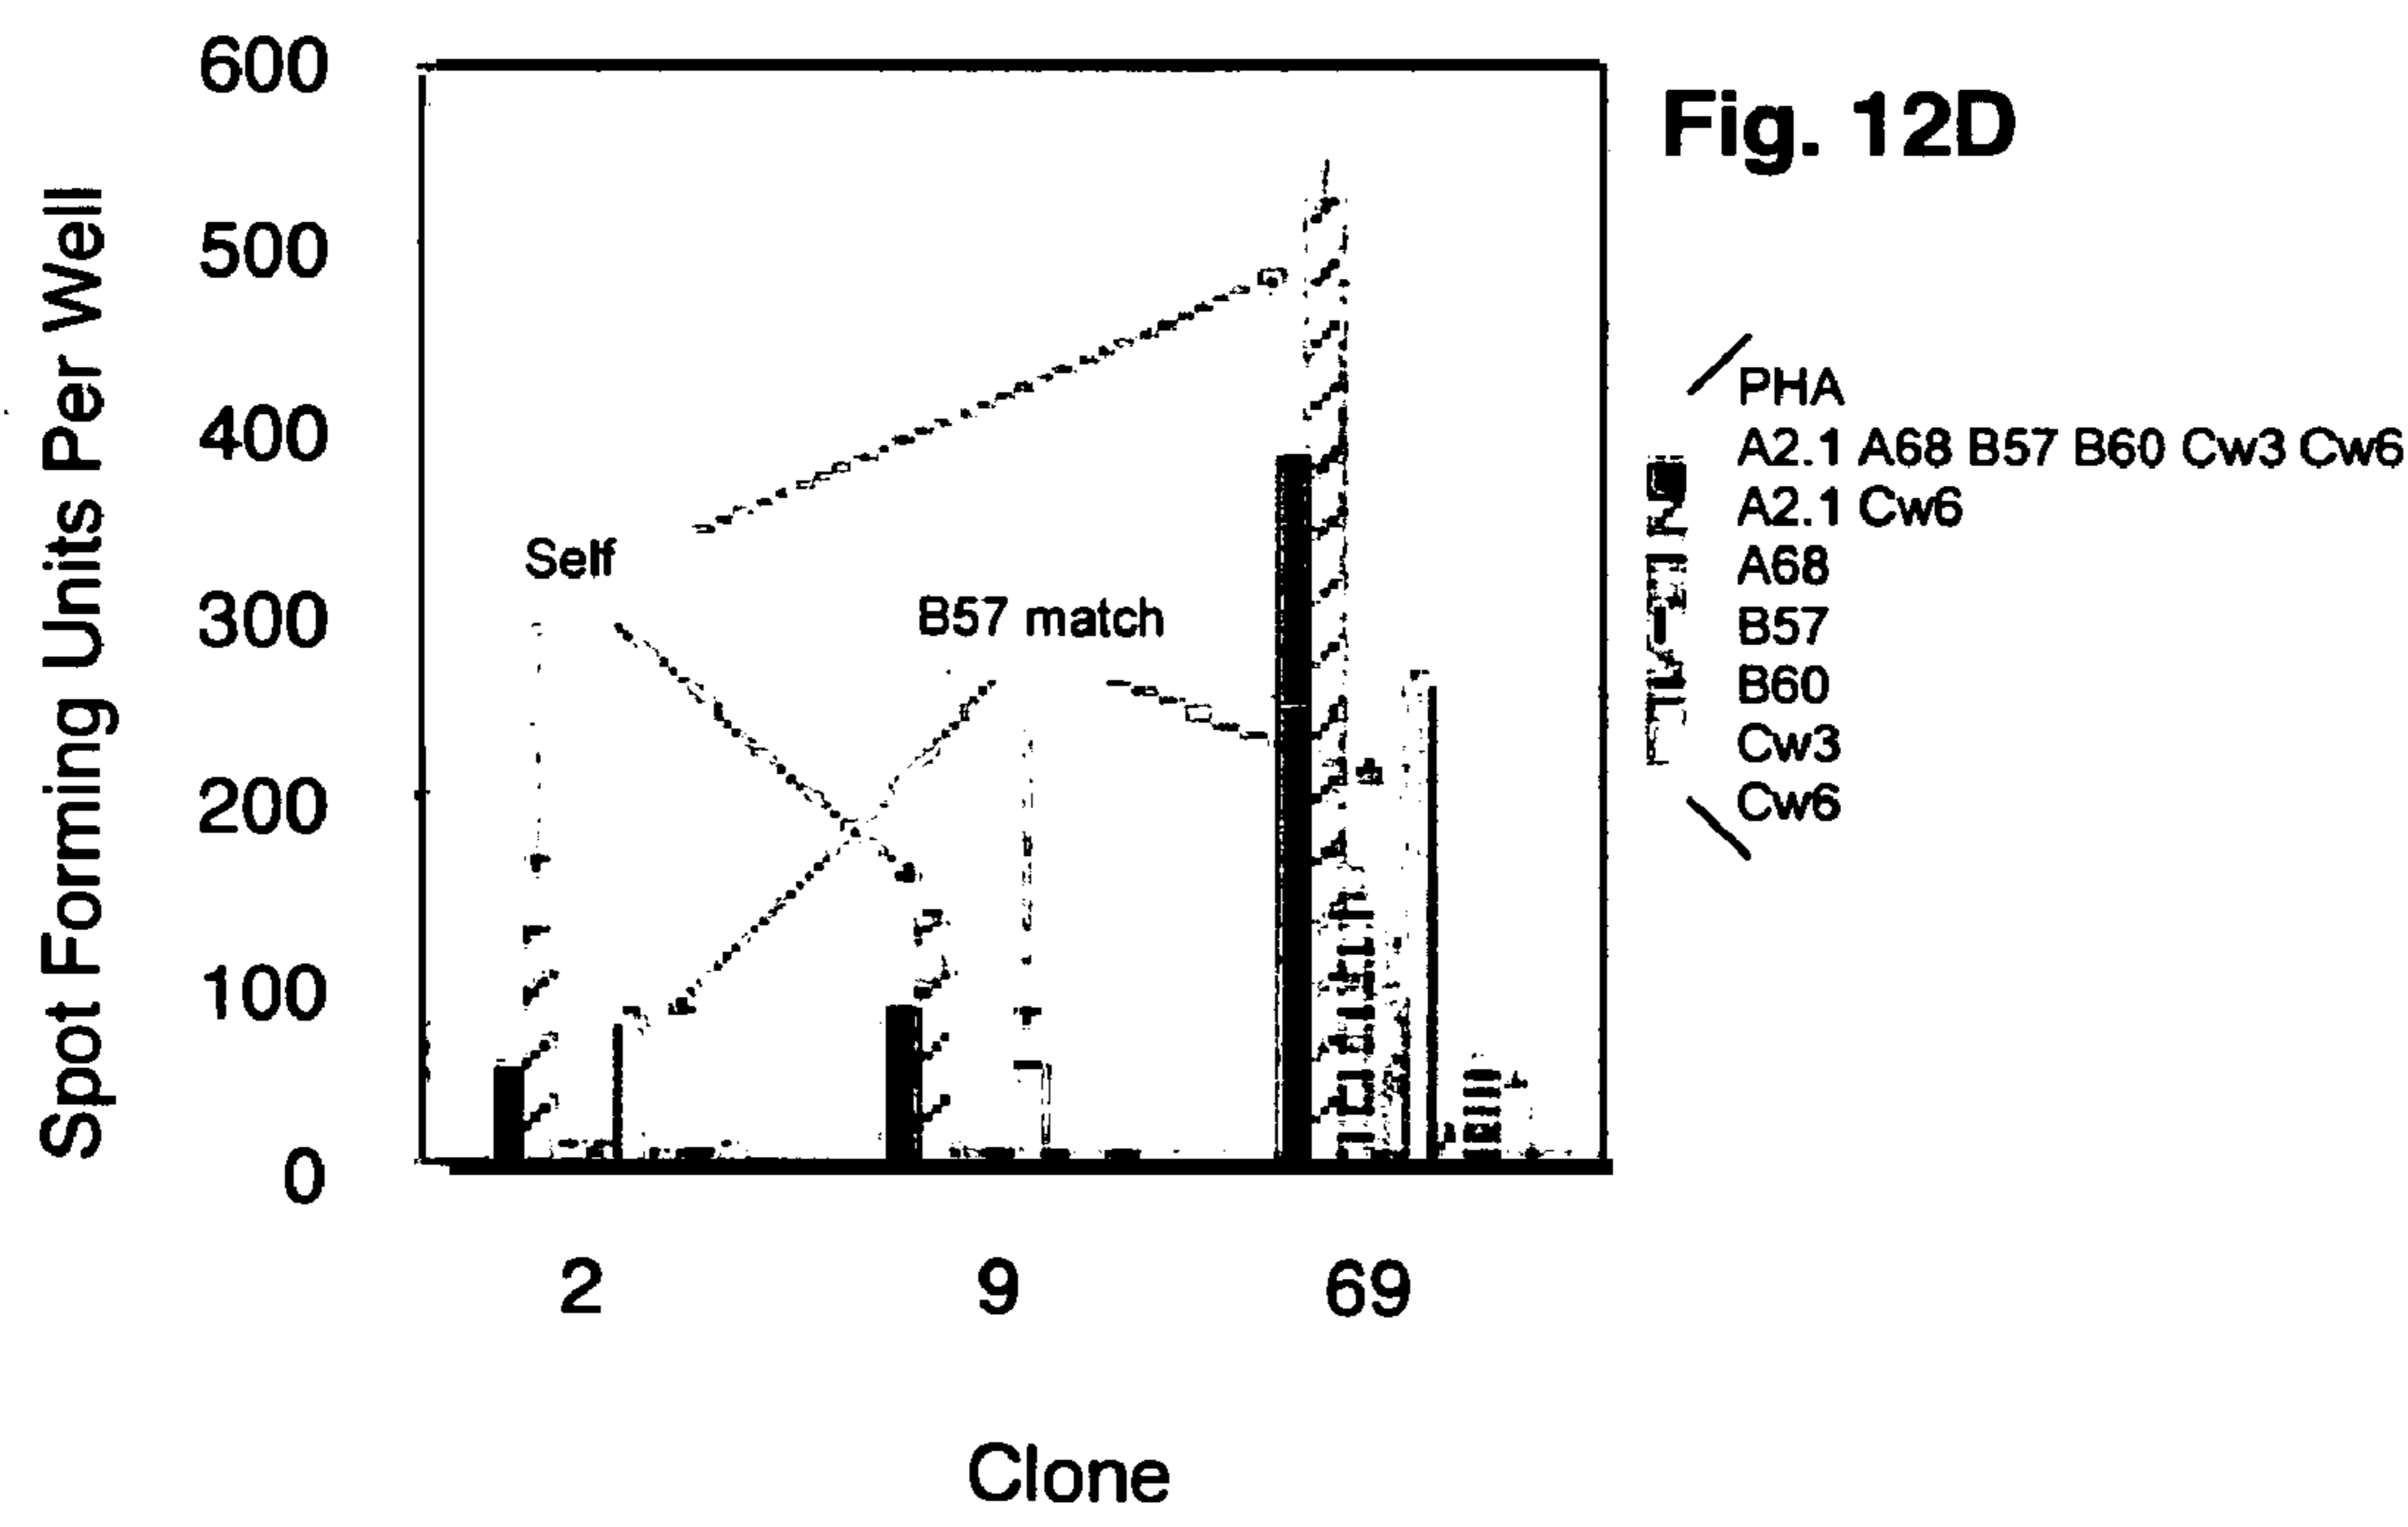 Fig. 12D
Spot Forming Units Per Well
600
500
400
300
200
100
0
Self
B57 match
PHA
A2.1 A68 B57 B60 Cw3 Cw6
A2.1 Cw6
A68
B57
B60
Cw3
Cw6
2 9 69
Clone